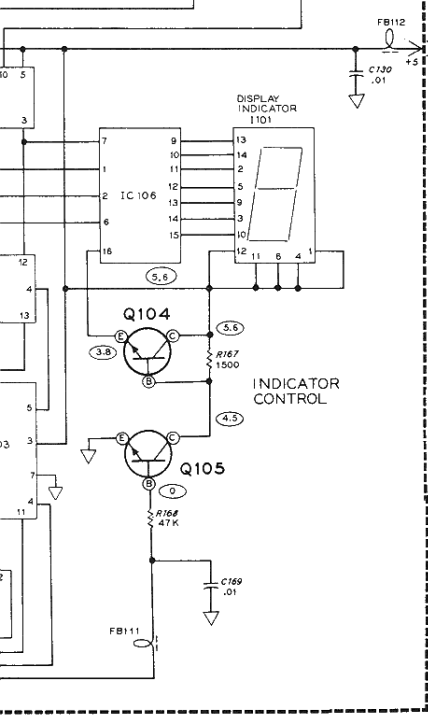 FB112
+5
C130
.01
10 5
3
DISPLAY
INDICATOR
I101
7
1
2
6
16
IC106
9
10
11
12
13
14
15
13
14
2
5
9
3
10
12
11
6
4
1
12
4
13
5.6
Q104
E
C
B
3.8
5.6
R167
1500
INDICATOR
CONTROL
4.5
E
C
B
Q105
0
5
3
7
4
11
03
R168
47K
C169
.01
2
FB111